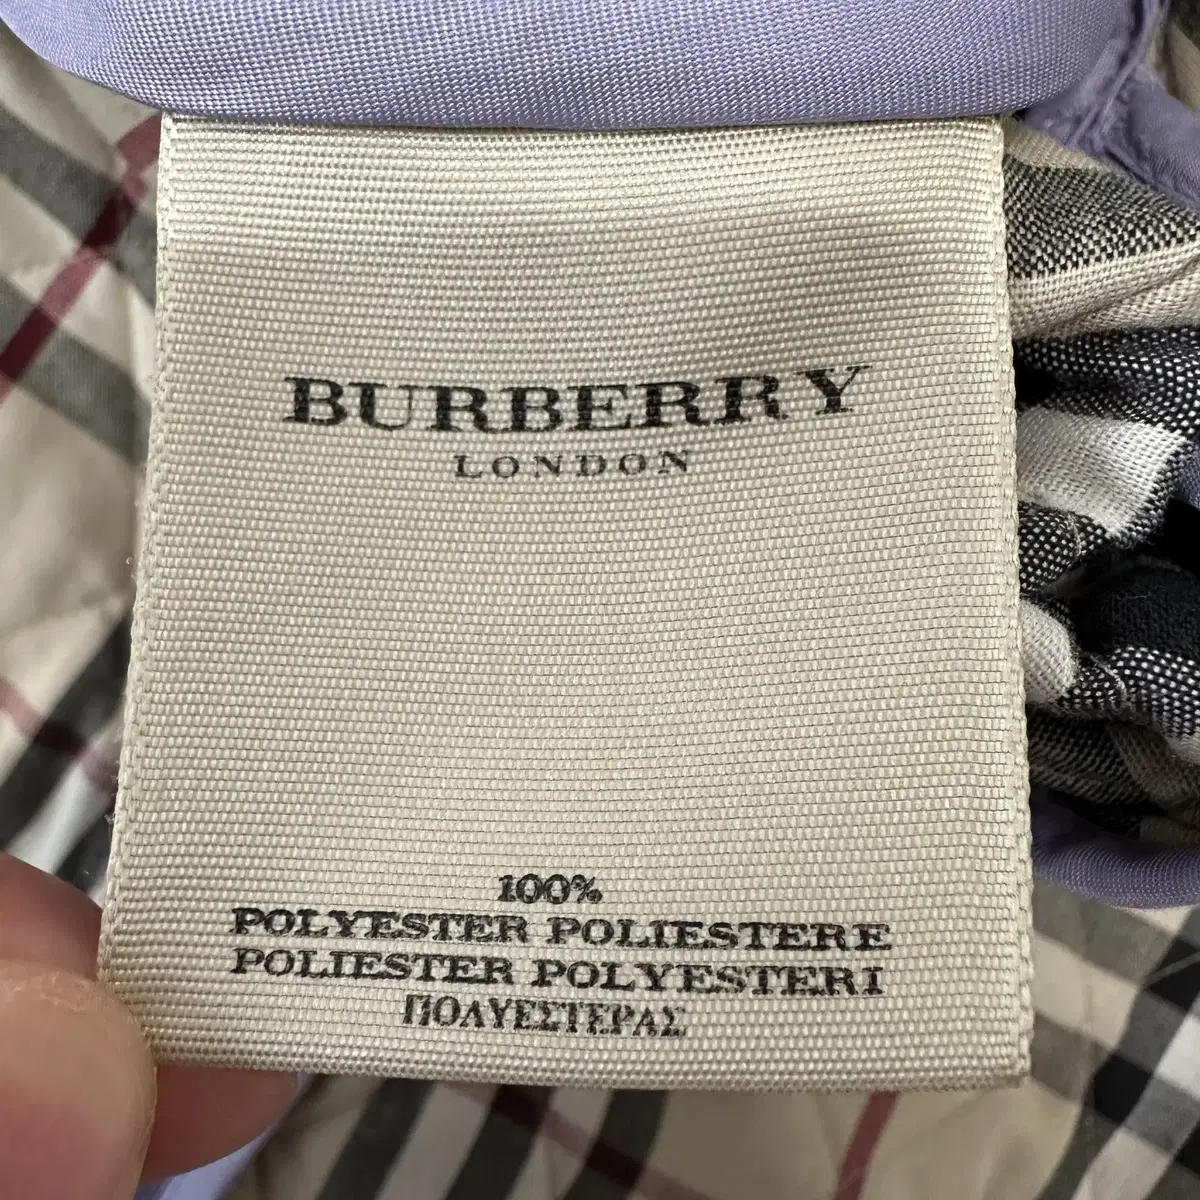 BURBERRY
LONDON
100%
POLYESTER POLIESTERE
POLIESTER POLYESTERI
ΠΟΛΥΕΣΤΕΡΑΣ